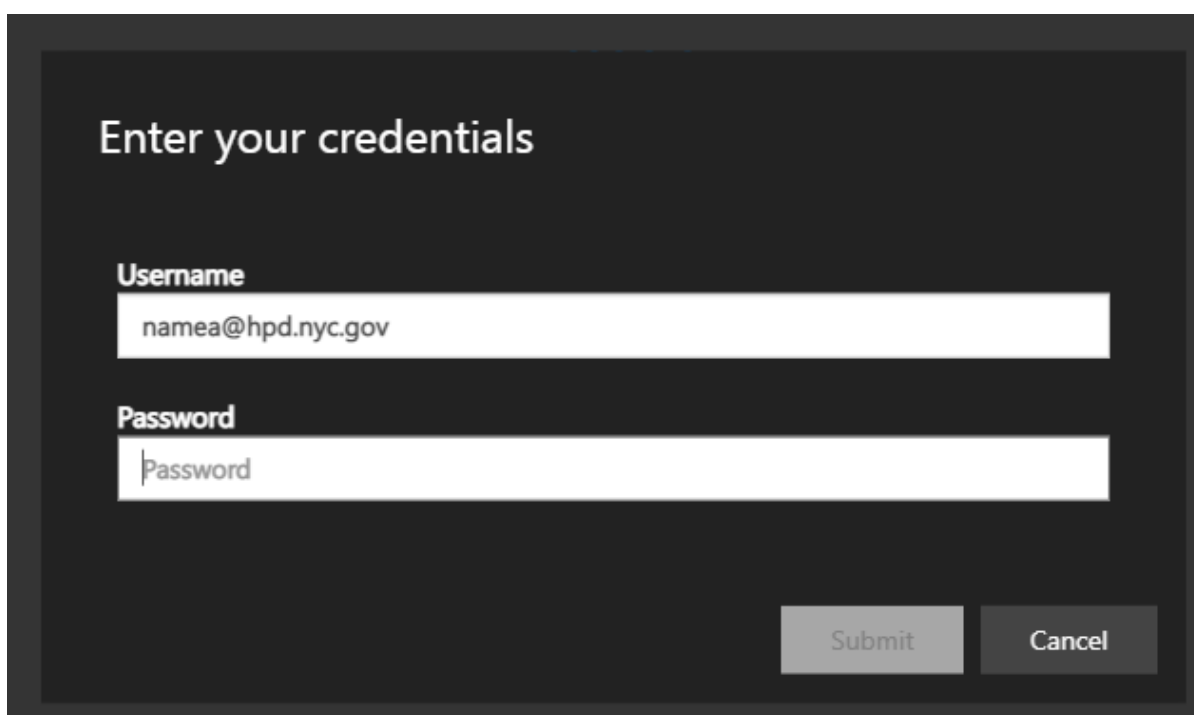 Enter your credentials
Username
namea@hpd.nyc.gov
Password
Password
Submit Cancel